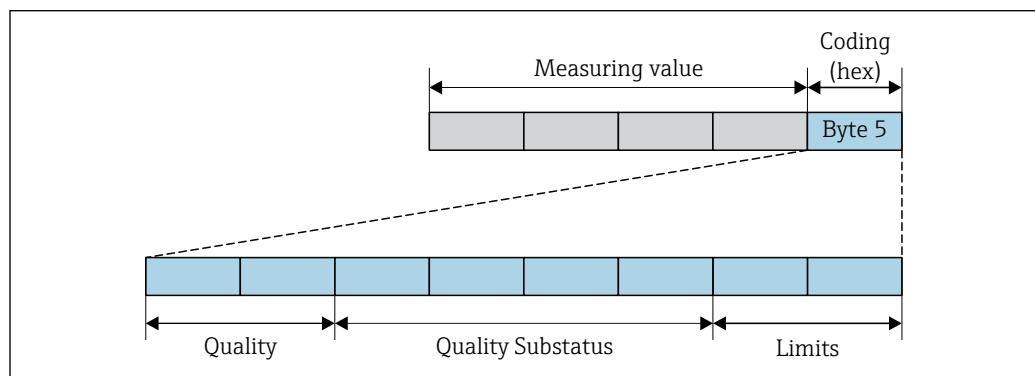 Coding
(hex)
Measuring value
Byte 5
Quality
Quality Substatus
Limits